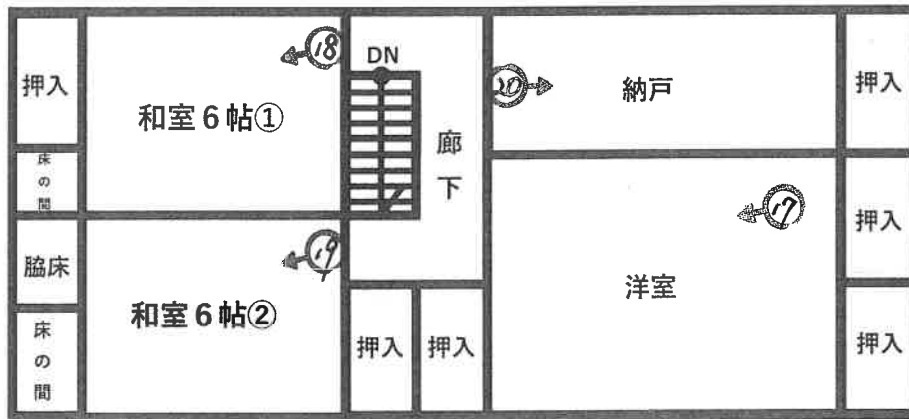 押入
和室6帖①
床の間
脇床
和室6帖②
床の間
18
19
DN
廊下
押入
押入
20
納戸
押入
17
洋室
押入
押入